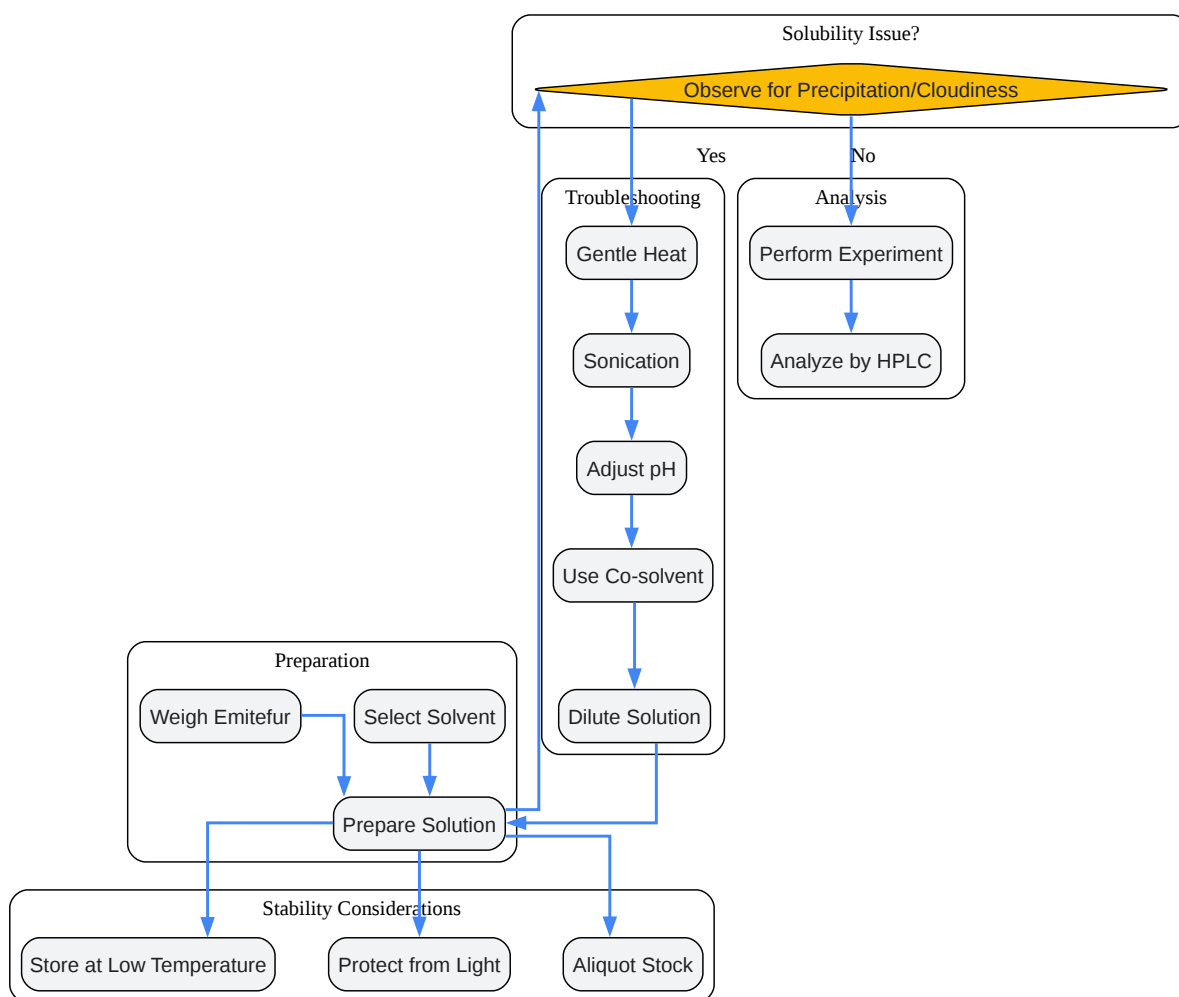 Solubility Issue?
Observe for Precipitation/Cloudiness
Yes
No
Troubleshooting
Analysis
Gentle Heat
Perform Experiment
Sonication
Analyze by HPLC
Adjust pH
Use Co-solvent
Preparation
Weigh Emitefur
Select Solvent
Dilute Solution
Prepare Solution
Stability Considerations
Store at Low Temperature
Protect from Light
Aliquot Stock